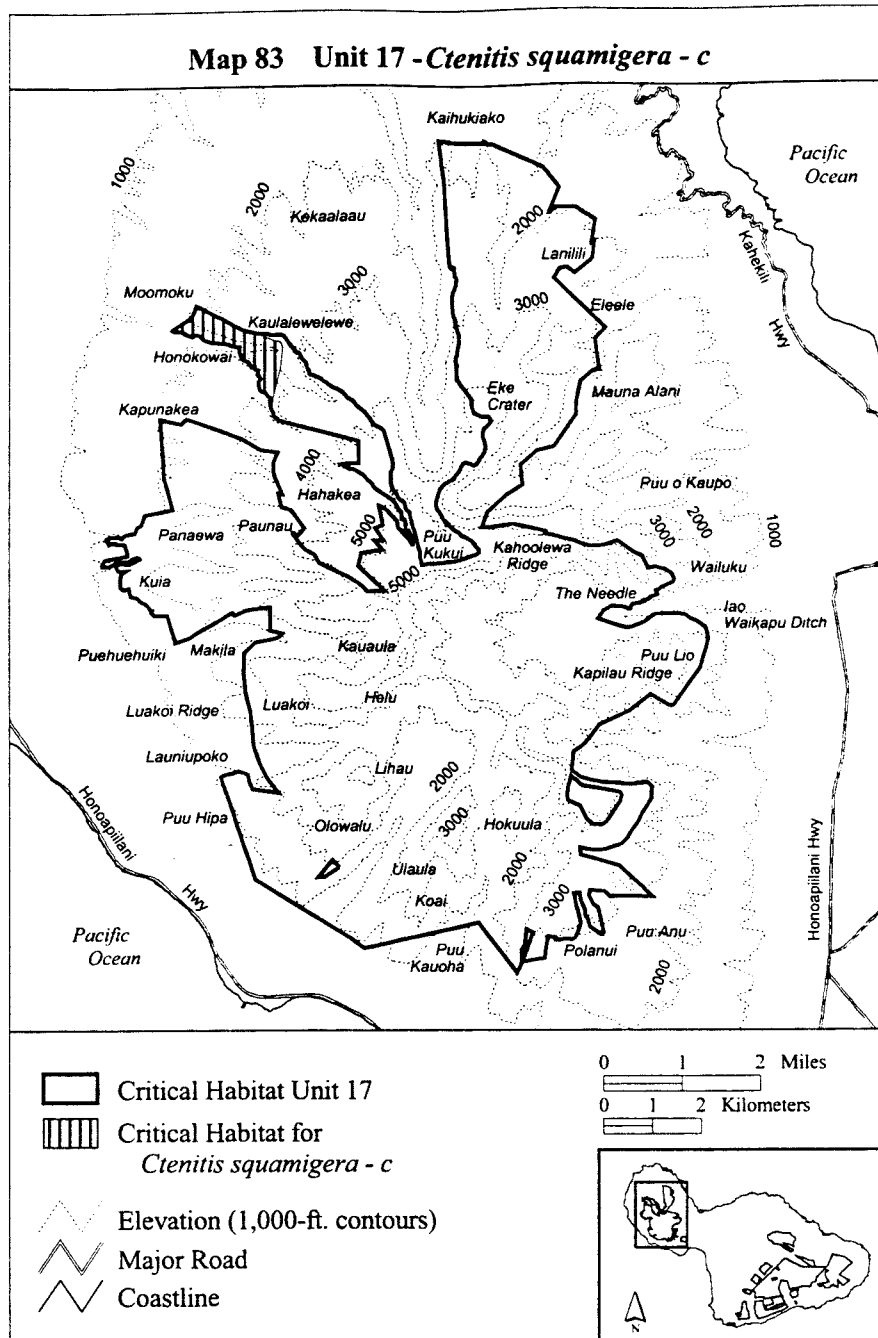 Map 83 Unit 17 - Ctenitis squamigera - c
Kaihukiako
Pacific
Ocean
1000
2000
Kekaalaau
2000
Lanilili
Kahekili
Hwy
3000
3000
Eleele
Moomoku
Kaulalewelewe
Honokowai
Eke
Crater
Mauna Alani
Kapunakea
4000
Hahakea
Puu o Kaupo
3000
2000
1000
Panaewa
Paunau
5000
Puu
Kukui
Kahoolewa
Ridge
Wailuku
5000
Kuia
The Needle
Iao
Waikapu Ditch
Puehuehuiki
Makila
Kauaula
Puu Lio
Kapilau Ridge
Luakoi Ridge
Luakoi
Helu
Launiupoko
Lihau
2000
Puu Hipa
Olowalu
3000
Hokuula
Honoapiilani
Hwy
Ulaula
2000
Koai
3000
Honoapiilani Hwy
Pacific
Ocean
Puu
Kauoha
Polanui
Puu Anu
2000
Critical Habitat Unit 17
Critical Habitat for
Ctenitis squamigera - c
Elevation (1,000-ft. contours)
Major Road
Coastline
0 1 2 Miles
0 1 2 Kilometers
N